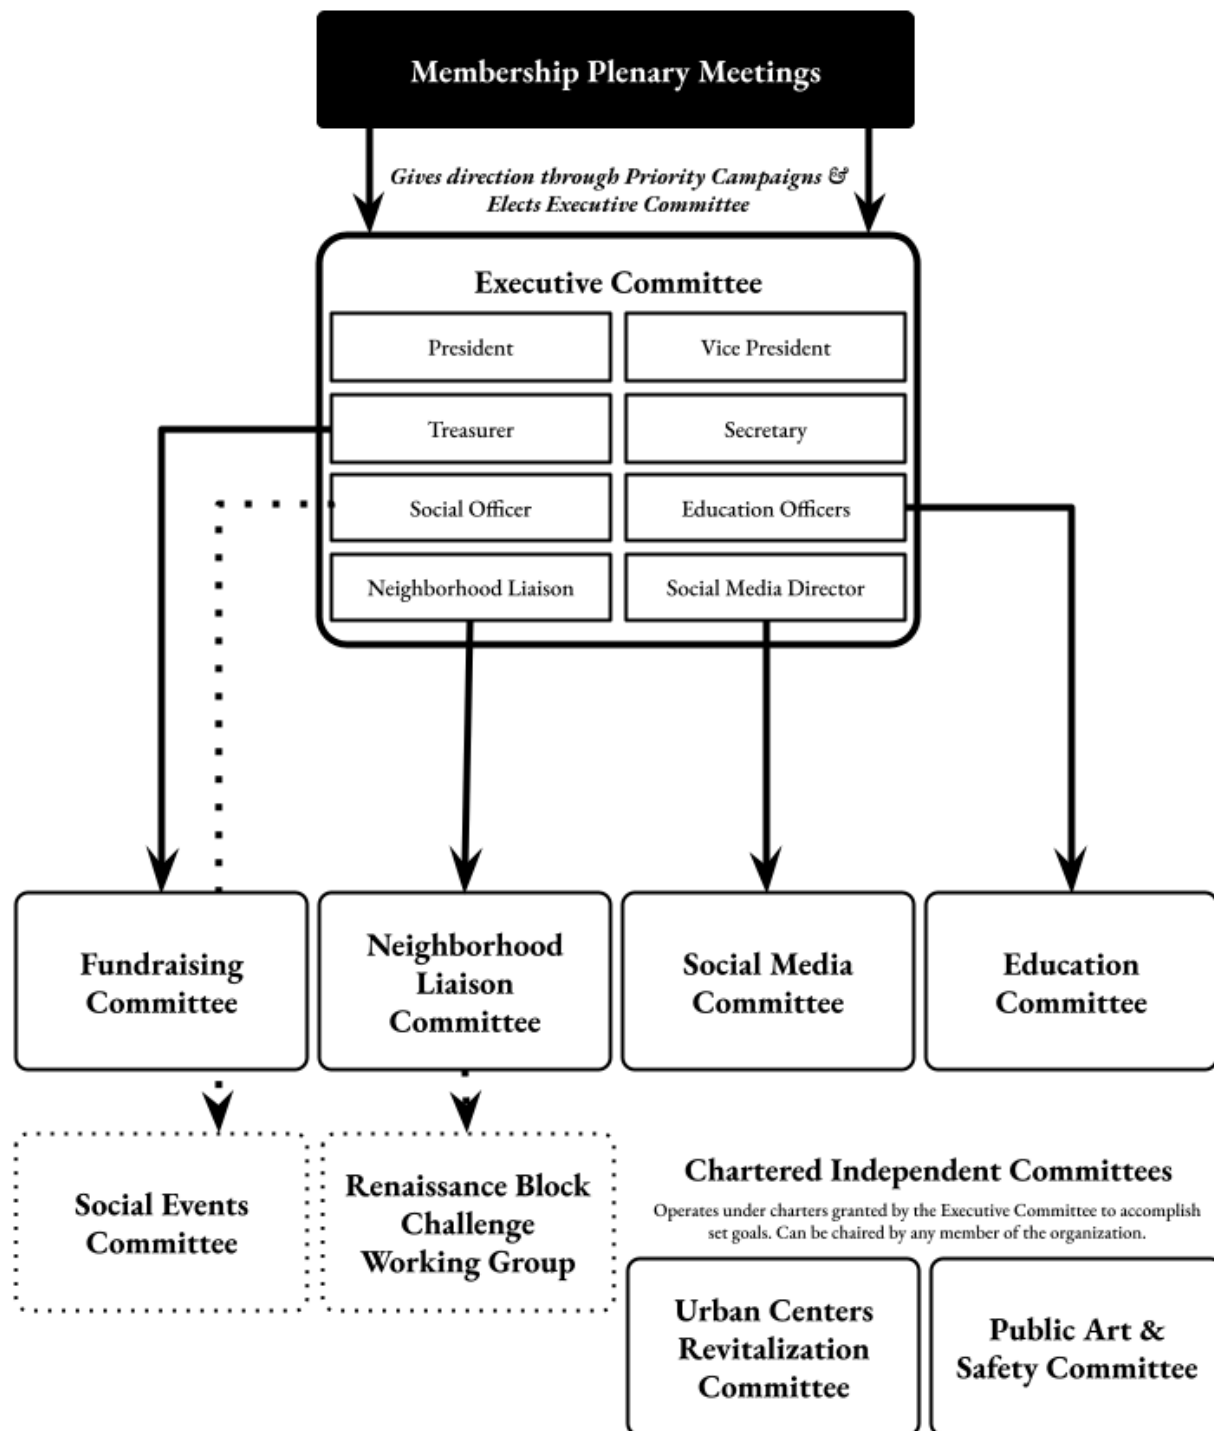 Membership Plenary Meetings
Gives direction through Priority Campaigns &
Elects Executive Committee
Executive Committee
President
Vice President
Treasurer
Secretary
Social Officer
Education Officers
Neighborhood Liaison
Social Media Director
Fundraising
Committee
Neighborhood
Liaison
Committee
Social Media
Committee
Education
Committee
Social Events
Committee
Renaissance Block
Challenge
Working Group
Chartered Independent Committees
Operates under charters granted by the Executive Committee to accomplish
set goals. Can be chaired by any member of the organization.
Urban Centers
Revitalization
Committee
Public Art &
Safety Committee